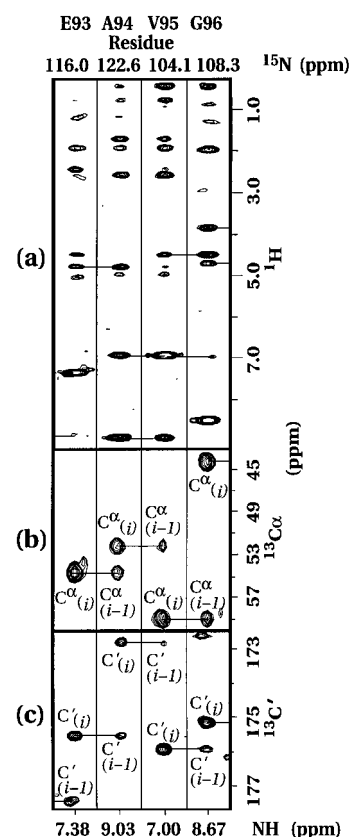 E93 A94 V95 G96
Residue
116.0 122.6 104.1 108.3 ¹⁵N (ppm)
1.0
3.0
(a)
¹H
5.0
7.0
(ppm)
45
Cα(i)
49
Cα(i) Cα(i-1)
(b)
53
¹³Cα
Cα(i) Cα(i-1) Cα(i) Cα(i-1)
57
C'(i) C'(i-1)
173
(c)
C'(i) C'(i-1) C'(i) C'(i-1)
175
¹³C'
C'(i-1)
177
7.38 9.03 7.00 8.67 NH (ppm)